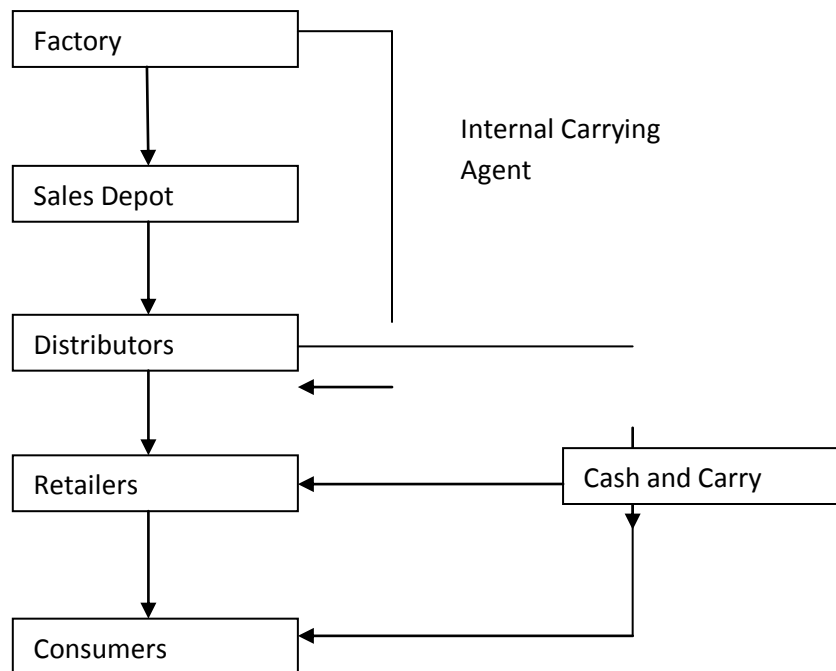 Factory
Internal Carrying
Agent
Sales Depot
Distributors
Retailers
Cash and Carry
Consumers